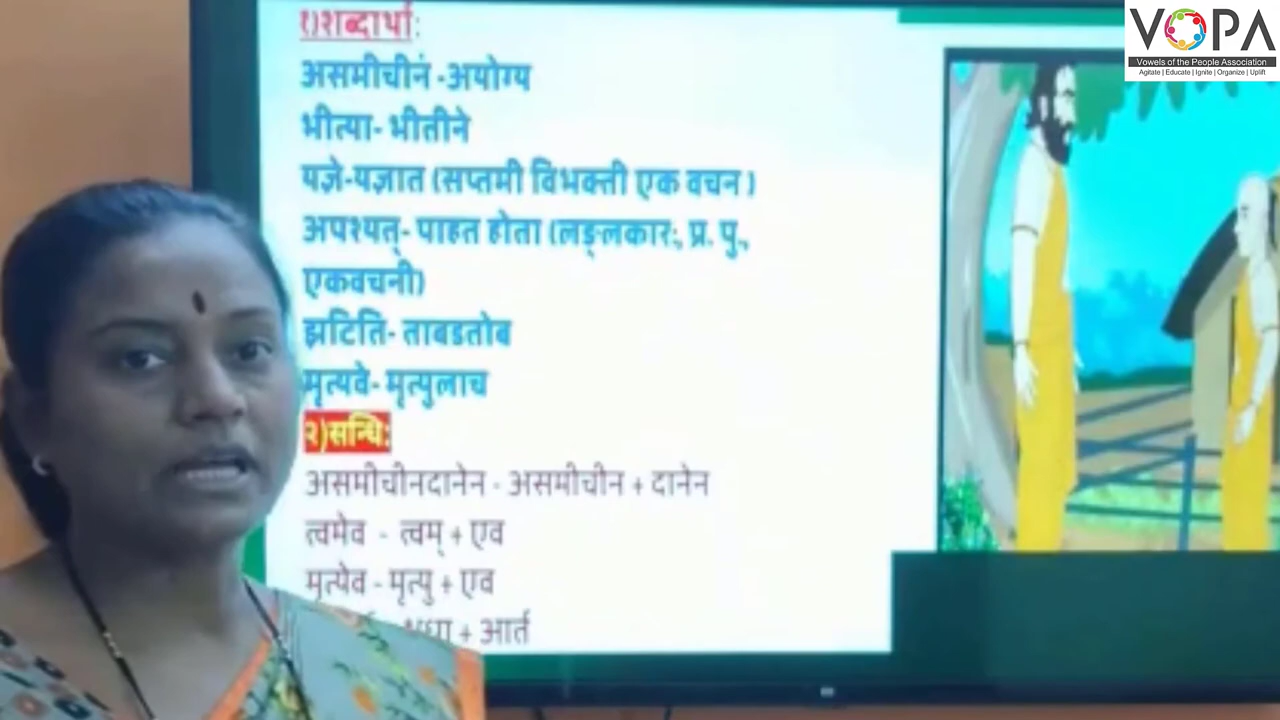 १)शब्दार्थाः
असमीचीनं -अयोग्य
भीत्या- भीतीने
यज्ञे-यज्ञात (सप्तमी विभक्ती एक वचन )
अपश्यत्- पाहत होता (लङ्लकारः, प्र. पु.,
एकवचनी)
झटिति- ताबडतोब
मृत्यवे- मृत्युलाच
२)सन्धि:
असमीचीनदानेन - असमीचीन + दानेन
त्वमेव - त्वम् + एव
मृत्येव - मृत्यु + एव
+ आर्त
VOPA
Vowels of the People Association
Agitate | Educate | Ignite | Organize | Uplift